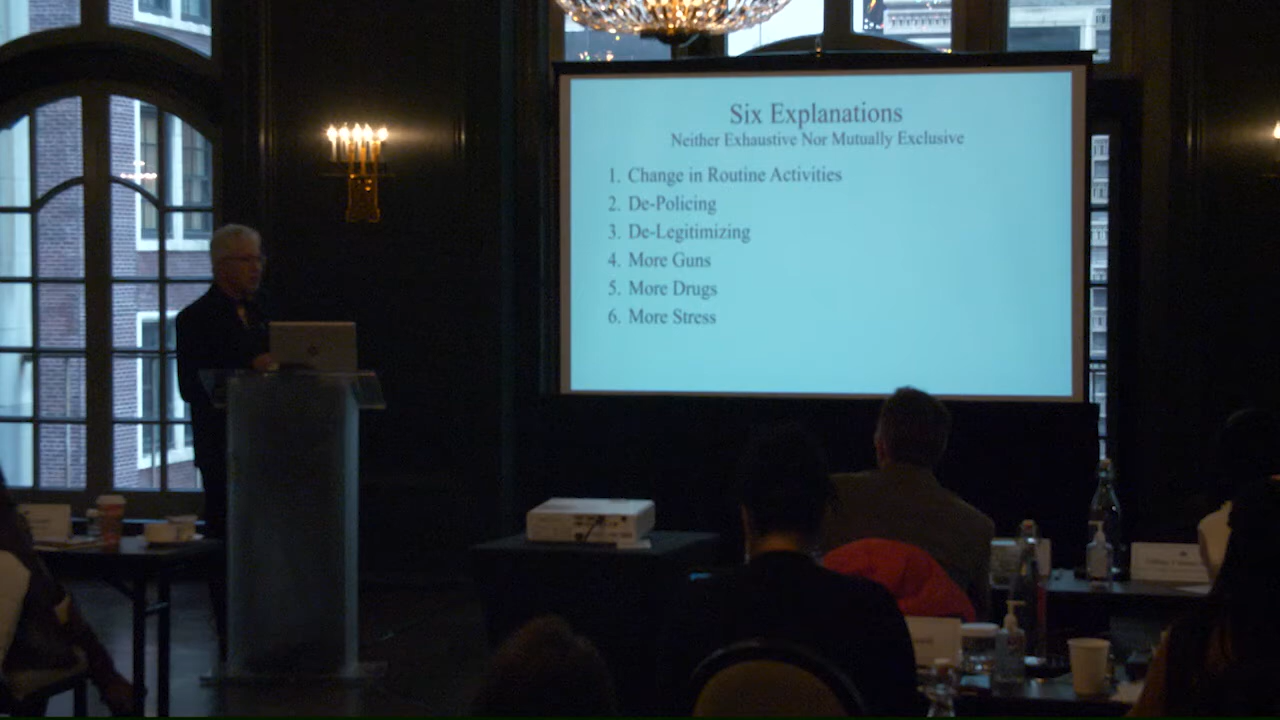 Six Explanations
Neither Exhaustive Nor Mutually Exclusive
1. Change in Routine Activities
2. De-Policing
3. De-Legitimizing
4. More Guns
5. More Drugs
6. More Stress